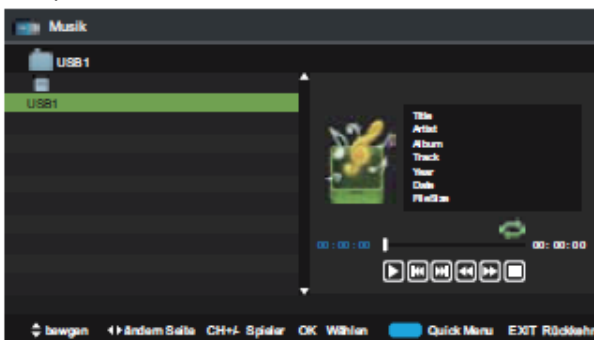 Musik
USB1
USB1
Title
Artist
Album
Track
Year
Date
FileSize
00:00:00 00:00:00
bewgen ändern Seite CH+/- Spieler OK Wählen Quick Menu EXIT Rückkehr